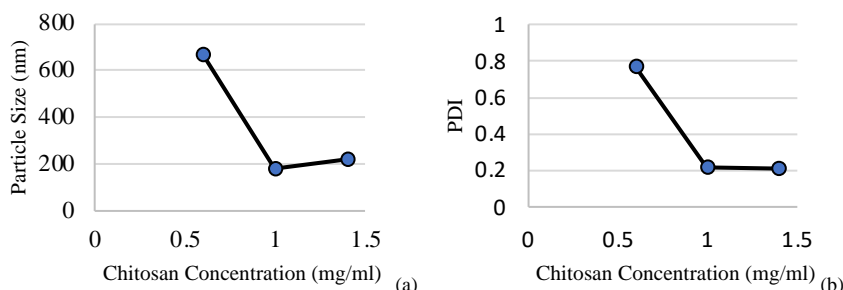 800
600
400
200
0
0 0.5 1 1.5
Particle Size (nm)
Chitosan Concentration (mg/ml) (a)
1
0.8
0.6
0.4
0.2
0
0 0.5 1 1.5
PDI
Chitosan Concentration (mg/ml) (b)